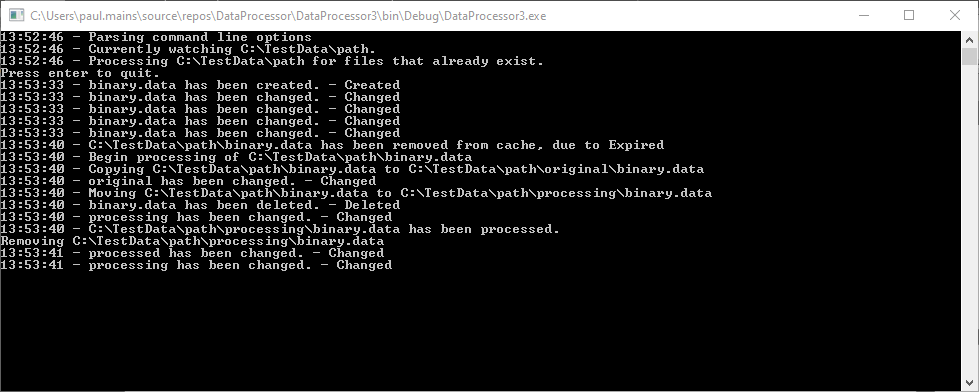 C:\Users\paul.mains\source\repos\DataProcessor\DataProcessor3\bin\Debug\DataProcessor3.exe
13:52:46 - Parsing command line options
13:52:46 - Currently watching C:\TestData\path.
13:52:46 - Processing C:\TestData\path for files that already exist.
Press enter to quit.
13:53:33 - binary.data has been created. - Created
13:53:33 - binary.data has been changed. - Changed
13:53:33 - binary.data has been changed. - Changed
13:53:33 - binary.data has been changed. - Changed
13:53:33 - binary.data has been changed. - Changed
13:53:40 - C:\TestData\path\binary.data has been removed from cache, due to Expired
13:53:40 - Begin processing of C:\TestData\path\binary.data
13:53:40 - Copying C:\TestData\path\binary.data to C:\TestData\path\original\binary.data
13:53:40 - original has been changed. - Changed
13:53:40 - Moving C:\TestData\path\binary.data to C:\TestData\path\processing\binary.data
13:53:40 - binary.data has been deleted. - Deleted
13:53:40 - processing has been changed. - Changed
13:53:40 - C:\TestData\path\processing\binary.data has been processed.
Removing C:\TestData\path\processing\binary.data
13:53:41 - processed has been changed. - Changed
13:53:41 - processing has been changed. - Changed